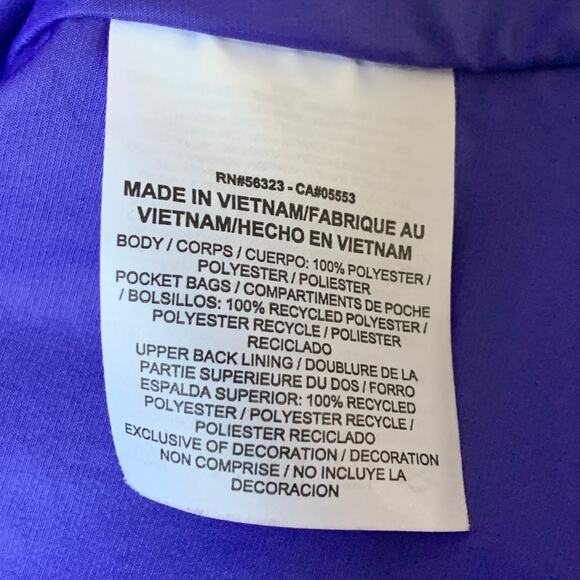 RN#56323 - CA#05553
MADE IN VIETNAM/FABRIQUE AU
VIETNAM/HECHO EN VIETNAM
BODY / CORPS / CUERPO: 100% POLYESTER /
POLYESTER / POLIESTER
POCKET BAGS / COMPARTIMENTS DE POCHE
/ BOLSILLOS: 100% RECYCLED POLYESTER /
POLYESTER RECYCLE / POLIESTER
RECICLADO
UPPER BACK LINING / DOUBLURE DE LA
PARTIE SUPERIEURE DU DOS / FORRO
ESPALDA SUPERIOR: 100% RECYCLED
POLYESTER / POLYESTER RECYCLE /
POLIESTER RECICLADO
EXCLUSIVE OF DECORATION / DECORATION
NON COMPRISE / NO INCLUYE LA
DECORACION